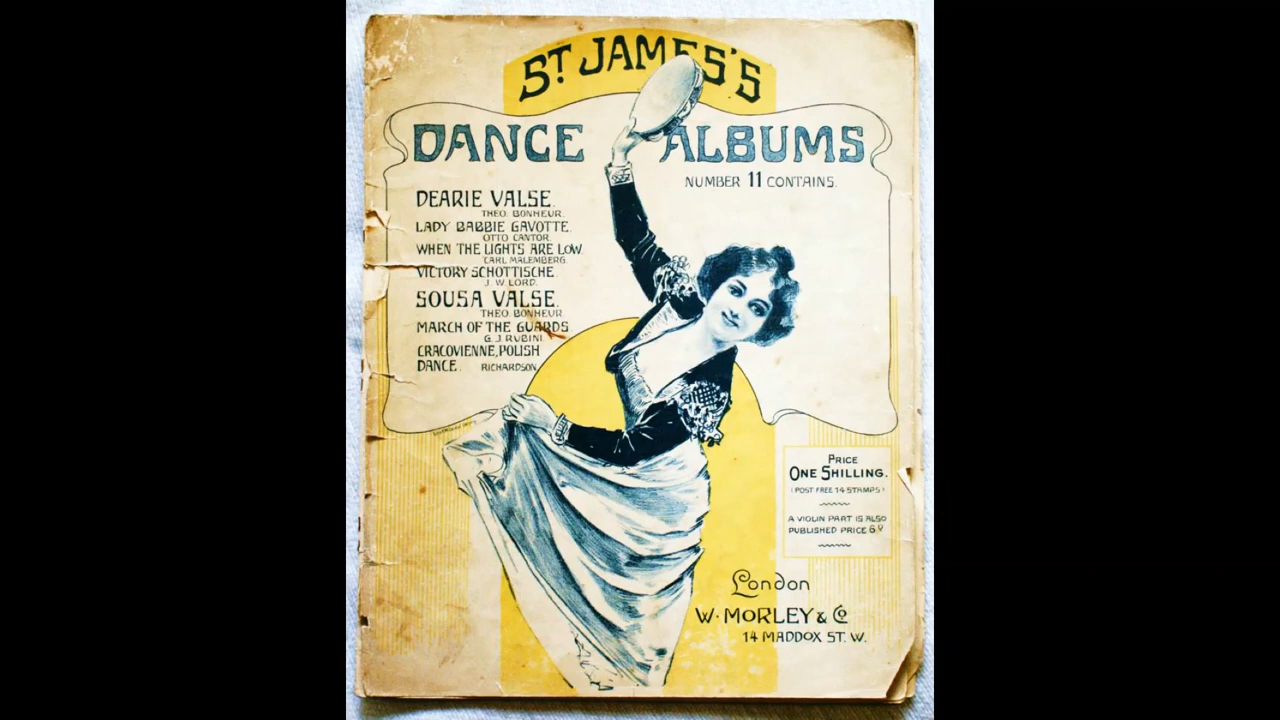 ST JAMES'S
DANCE ALBUMS
NUMBER 11 CONTAINS.
DEARIE VALSE.
THEO. BONHEUR.
LADY BABBIE GAVOTTE.
OTTO CANTOR.
WHEN THE LIGHTS ARE LOW.
CARL MALEMBERG.
VICTORY SCHOTTISCHE.
J. W. LORD.
SOUSA VALSE.
THEO. BONHEUR.
MARCH OF THE GUARDS
G. J. RUBINI.
CRACOVIENNE, POLISH
DANCE. RICHARDSON.
PRICE
ONE SHILLING.
(POST FREE 14 STAMPS)
A VIOLIN PART IS ALSO
PUBLISHED PRICE 6D
London
W. MORLEY & Co
14 MADDOX ST. W.